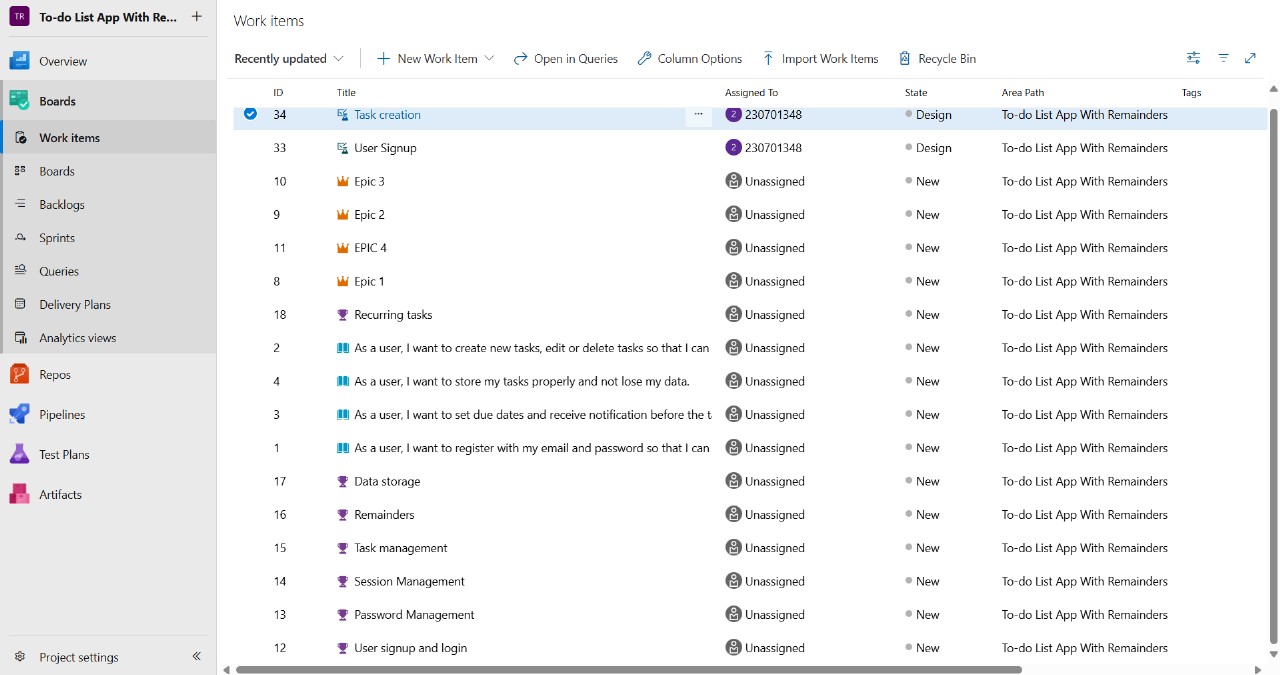 TR To-do List App With Re... +
Overview
Boards
Work items
Boards
Backlogs
Sprints
Queries
Delivery Plans
Analytics views
Repos
Pipelines
Test Plans
Artifacts
Project settings
Work items
Recently updated New Work Item Open in Queries Column Options Import Work Items Recycle Bin
ID Title Assigned To State Area Path Tags
34 Task creation ... 2 230701348 Design To-do List App With Remainders
33 User Signup 2 230701348 Design To-do List App With Remainders
10 Epic 3 Unassigned New To-do List App With Remainders
9 Epic 2 Unassigned New To-do List App With Remainders
11 EPIC 4 Unassigned New To-do List App With Remainders
8 Epic 1 Unassigned New To-do List App With Remainders
18 Recurring tasks Unassigned New To-do List App With Remainders
2 As a user, I want to create new tasks, edit or delete tasks so that I can Unassigned New To-do List App With Remainders
4 As a user, I want to store my tasks properly and not lose my data. Unassigned New To-do List App With Remainders
3 As a user, I want to set due dates and receive notification before the t Unassigned New To-do List App With Remainders
1 As a user, I want to register with my email and password so that I can Unassigned New To-do List App With Remainders
17 Data storage Unassigned New To-do List App With Remainders
16 Remainders Unassigned New To-do List App With Remainders
15 Task management Unassigned New To-do List App With Remainders
14 Session Management Unassigned New To-do List App With Remainders
13 Password Management Unassigned New To-do List App With Remainders
12 User signup and login Unassigned New To-do List App With Remainders